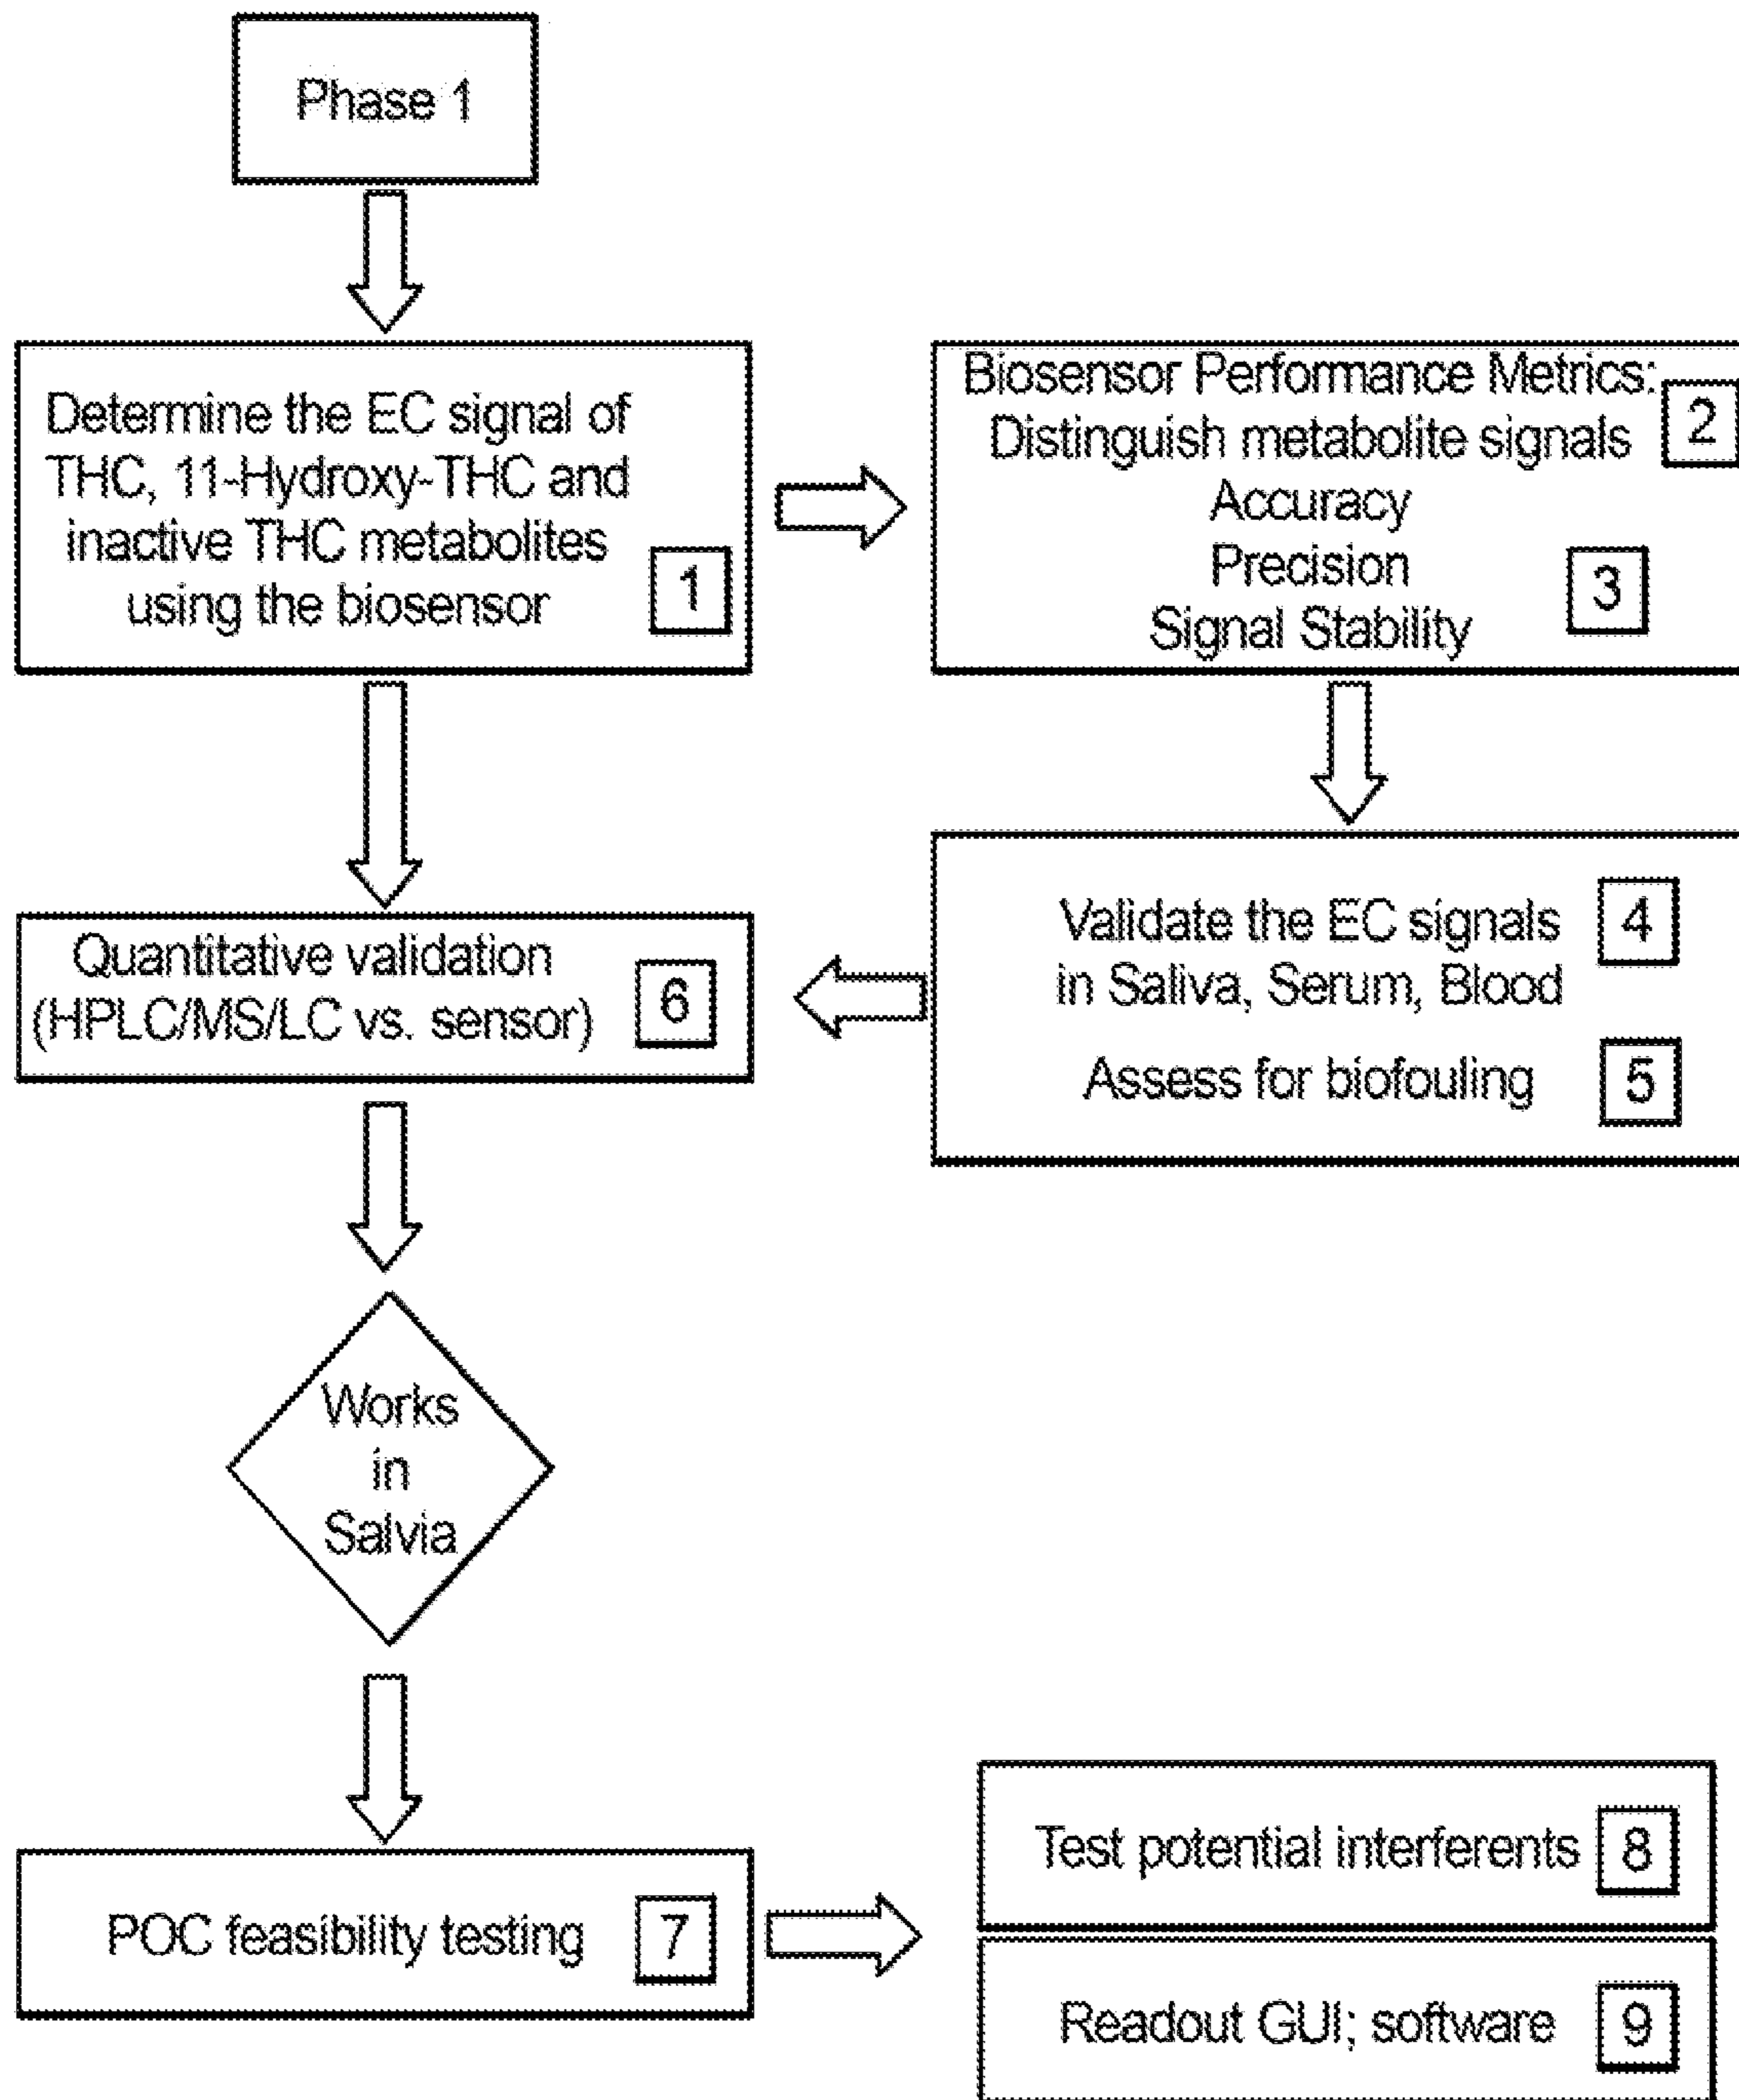 Phase 1
Determine the EC signal of
THC, 11-Hydroxy-THC and
inactive THC metabolites
using the biosensor
1
Biosensor Performance Metrics:
Distinguish metabolite signals
2
Accuracy
Precision
3
Signal Stability
Validate the EC signals
in Saliva, Serum, Blood
4
Assess for biofouling
5
Quantitative validation
(HPLC/MS/LC vs. sensor)
6
Works
in
Salvia
POC feasibility testing
7
Test potential interferents
8
Readout GUI; software
9